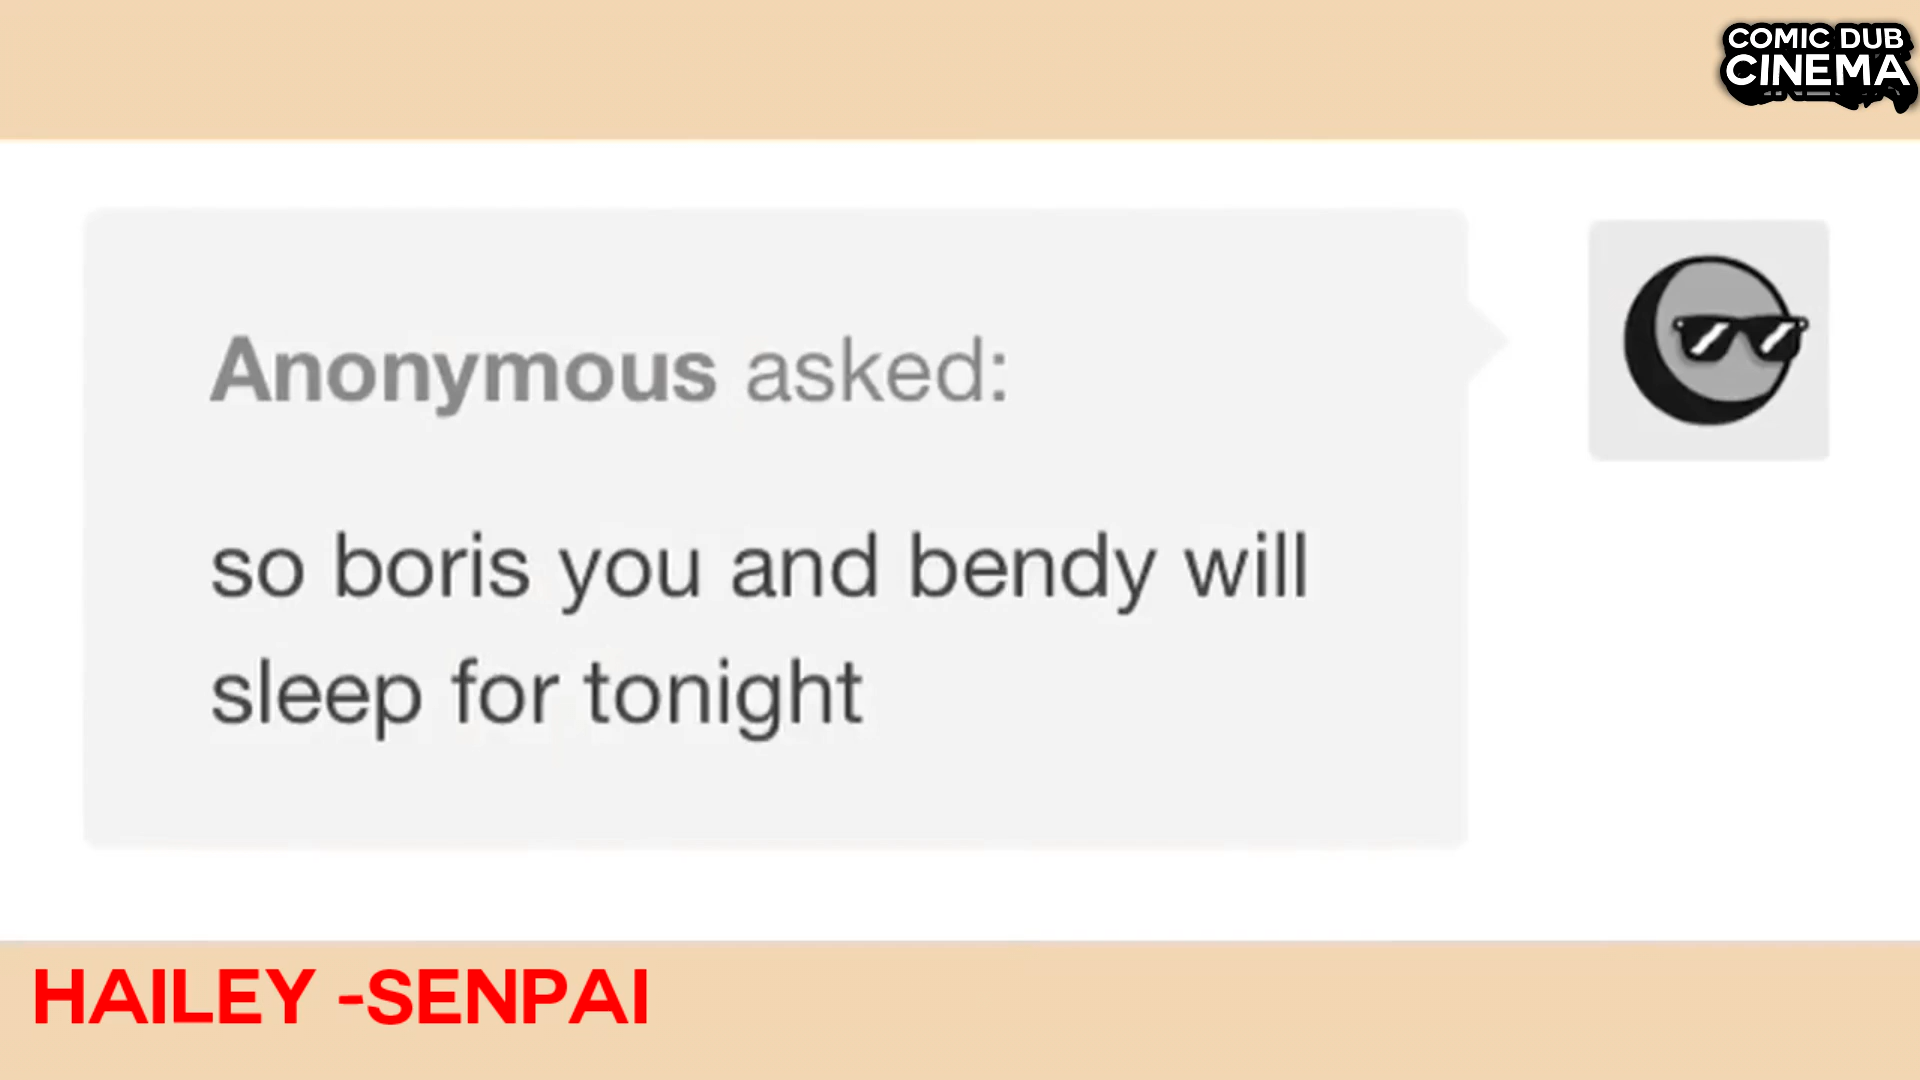 COMIC DUB
CINEMA
Anonymous asked:
so boris you and bendy will
sleep for tonight
HAILEY -SENPAI